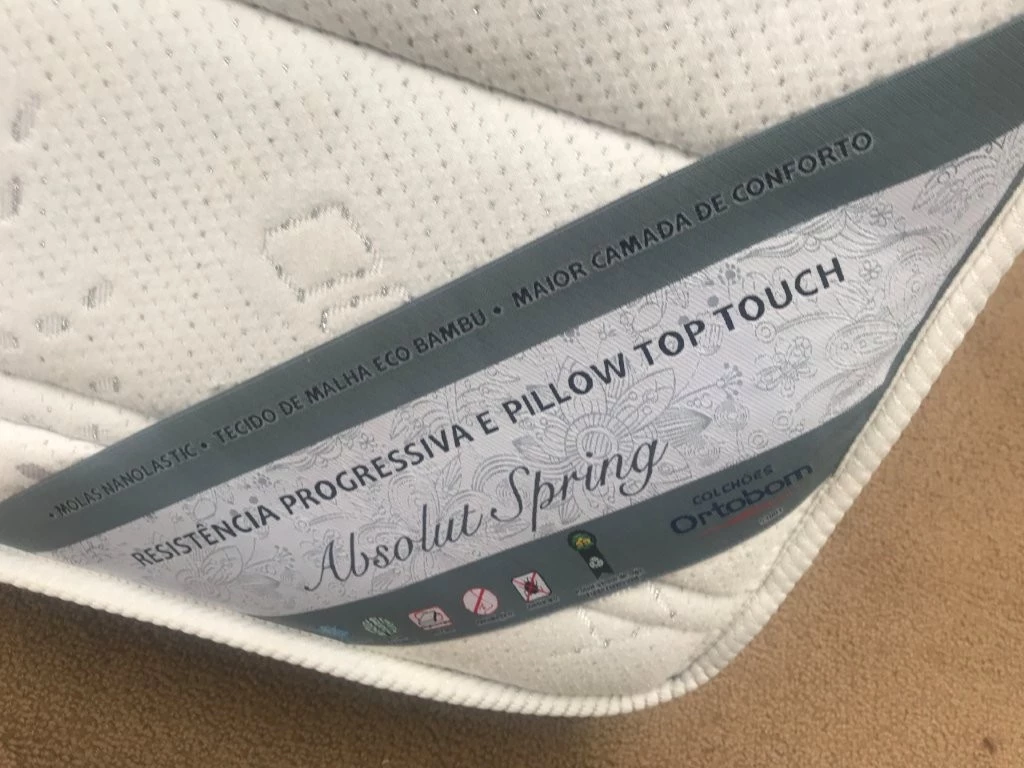 • MOLAS NANOLASTIC • TECIDO DE MALHA ECO BAMBU • MAIOR CAMADA DE CONFORTO
RESISTÊNCIA PROGRESSIVA E PILLOW TOP TOUCH
Absolut Spring
COLCHÕES
Ortobom